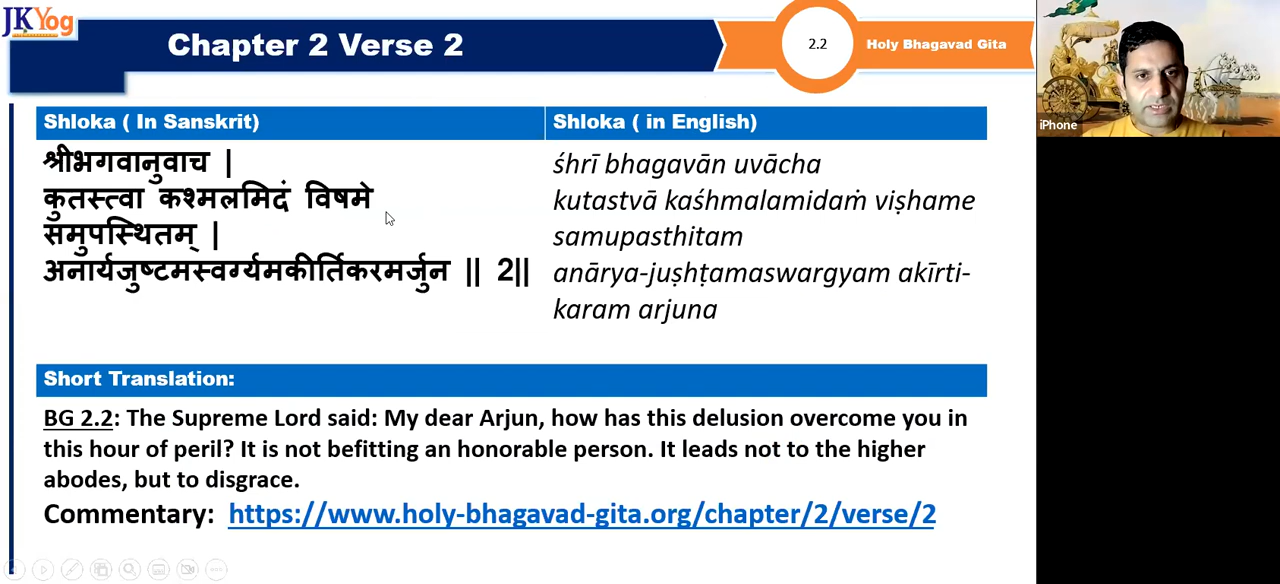 JKYog
Chapter 2 Verse 2
2.2
Holy Bhagavad Gita
iPhone
Shloka ( In Sanskrit)
श्रीभगवानुवाच |
कुतस्त्वा कश्मलमिदं विषमे
समुपस्थितम् |
अनार्यजुष्टमस्वर्ग्यमकीर्तिकरमर्जुन || 2||
Shloka ( in English)
śhrī bhagavān uvācha
kutastvā kaśhmalamidaṁ viṣhame
samupasthitam
anārya-juṣhṭamaswargyam akīrti-
karam arjuna
Short Translation:
BG 2.2: The Supreme Lord said: My dear Arjun, how has this delusion overcome you in
this hour of peril? It is not befitting an honorable person. It leads not to the higher
abodes, but to disgrace.
Commentary: https://www.holy-bhagavad-gita.org/chapter/2/verse/2